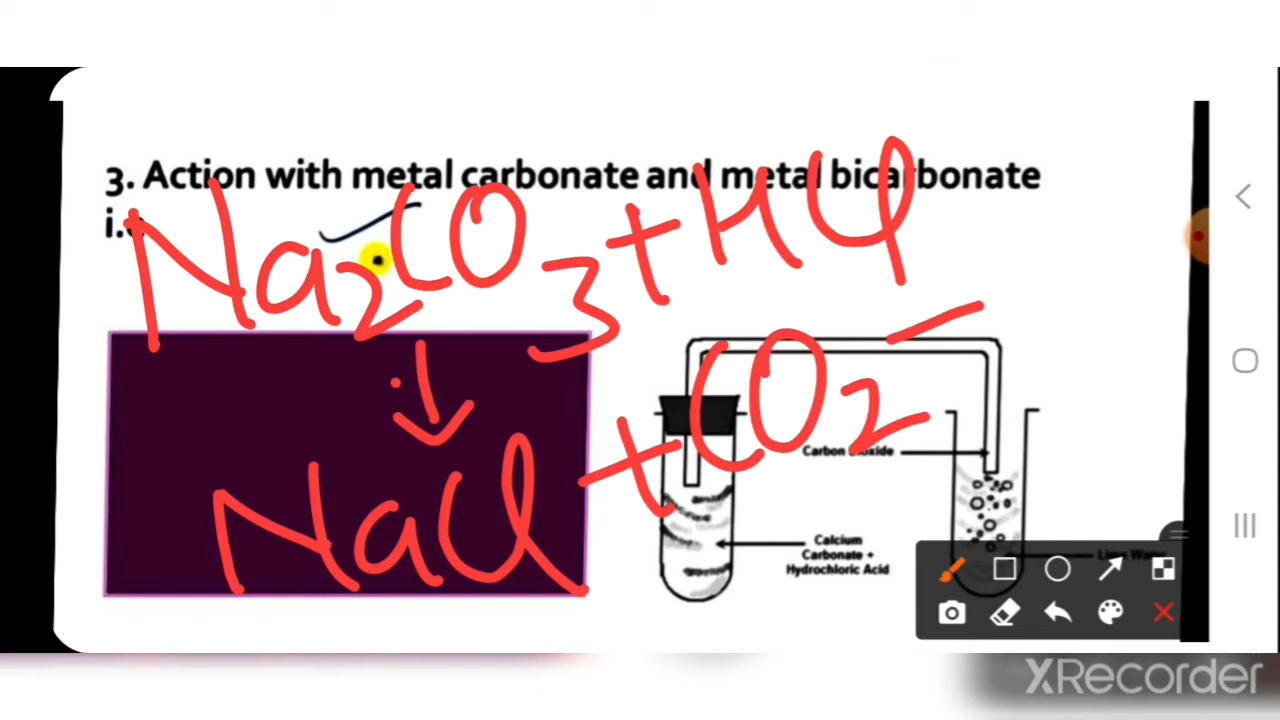 3. Action with metal carbonate and metal bicarbonate
Na2CO3+HCl
NaCl+CO2
Carbon Dioxide
Calcium
Carbonate +
Hydrochloric Acid
XRecorder